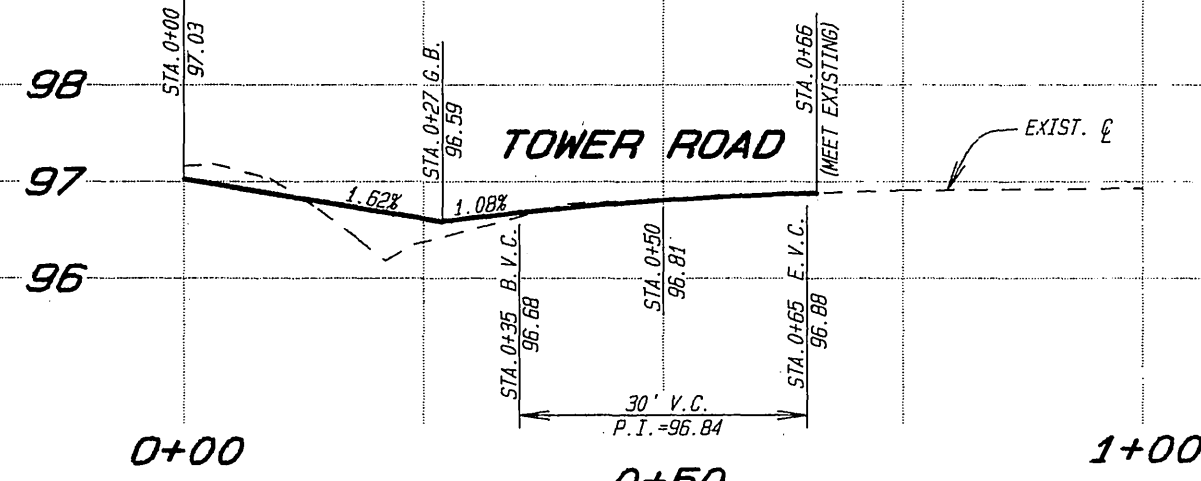 STA.0+00
97.03
STA.0+27 G.B.
96.59
STA.0+66
(MEET EXISTING)
98
TOWER ROAD
EXIST. ℄
97
1.62%
1.08%
96
STA.0+35 B.V.C.
96.68
STA.0+50
96.81
STA.0+65 E.V.C.
96.88
30' V.C.
P.I.=96.84
0+00
0+50
1+00